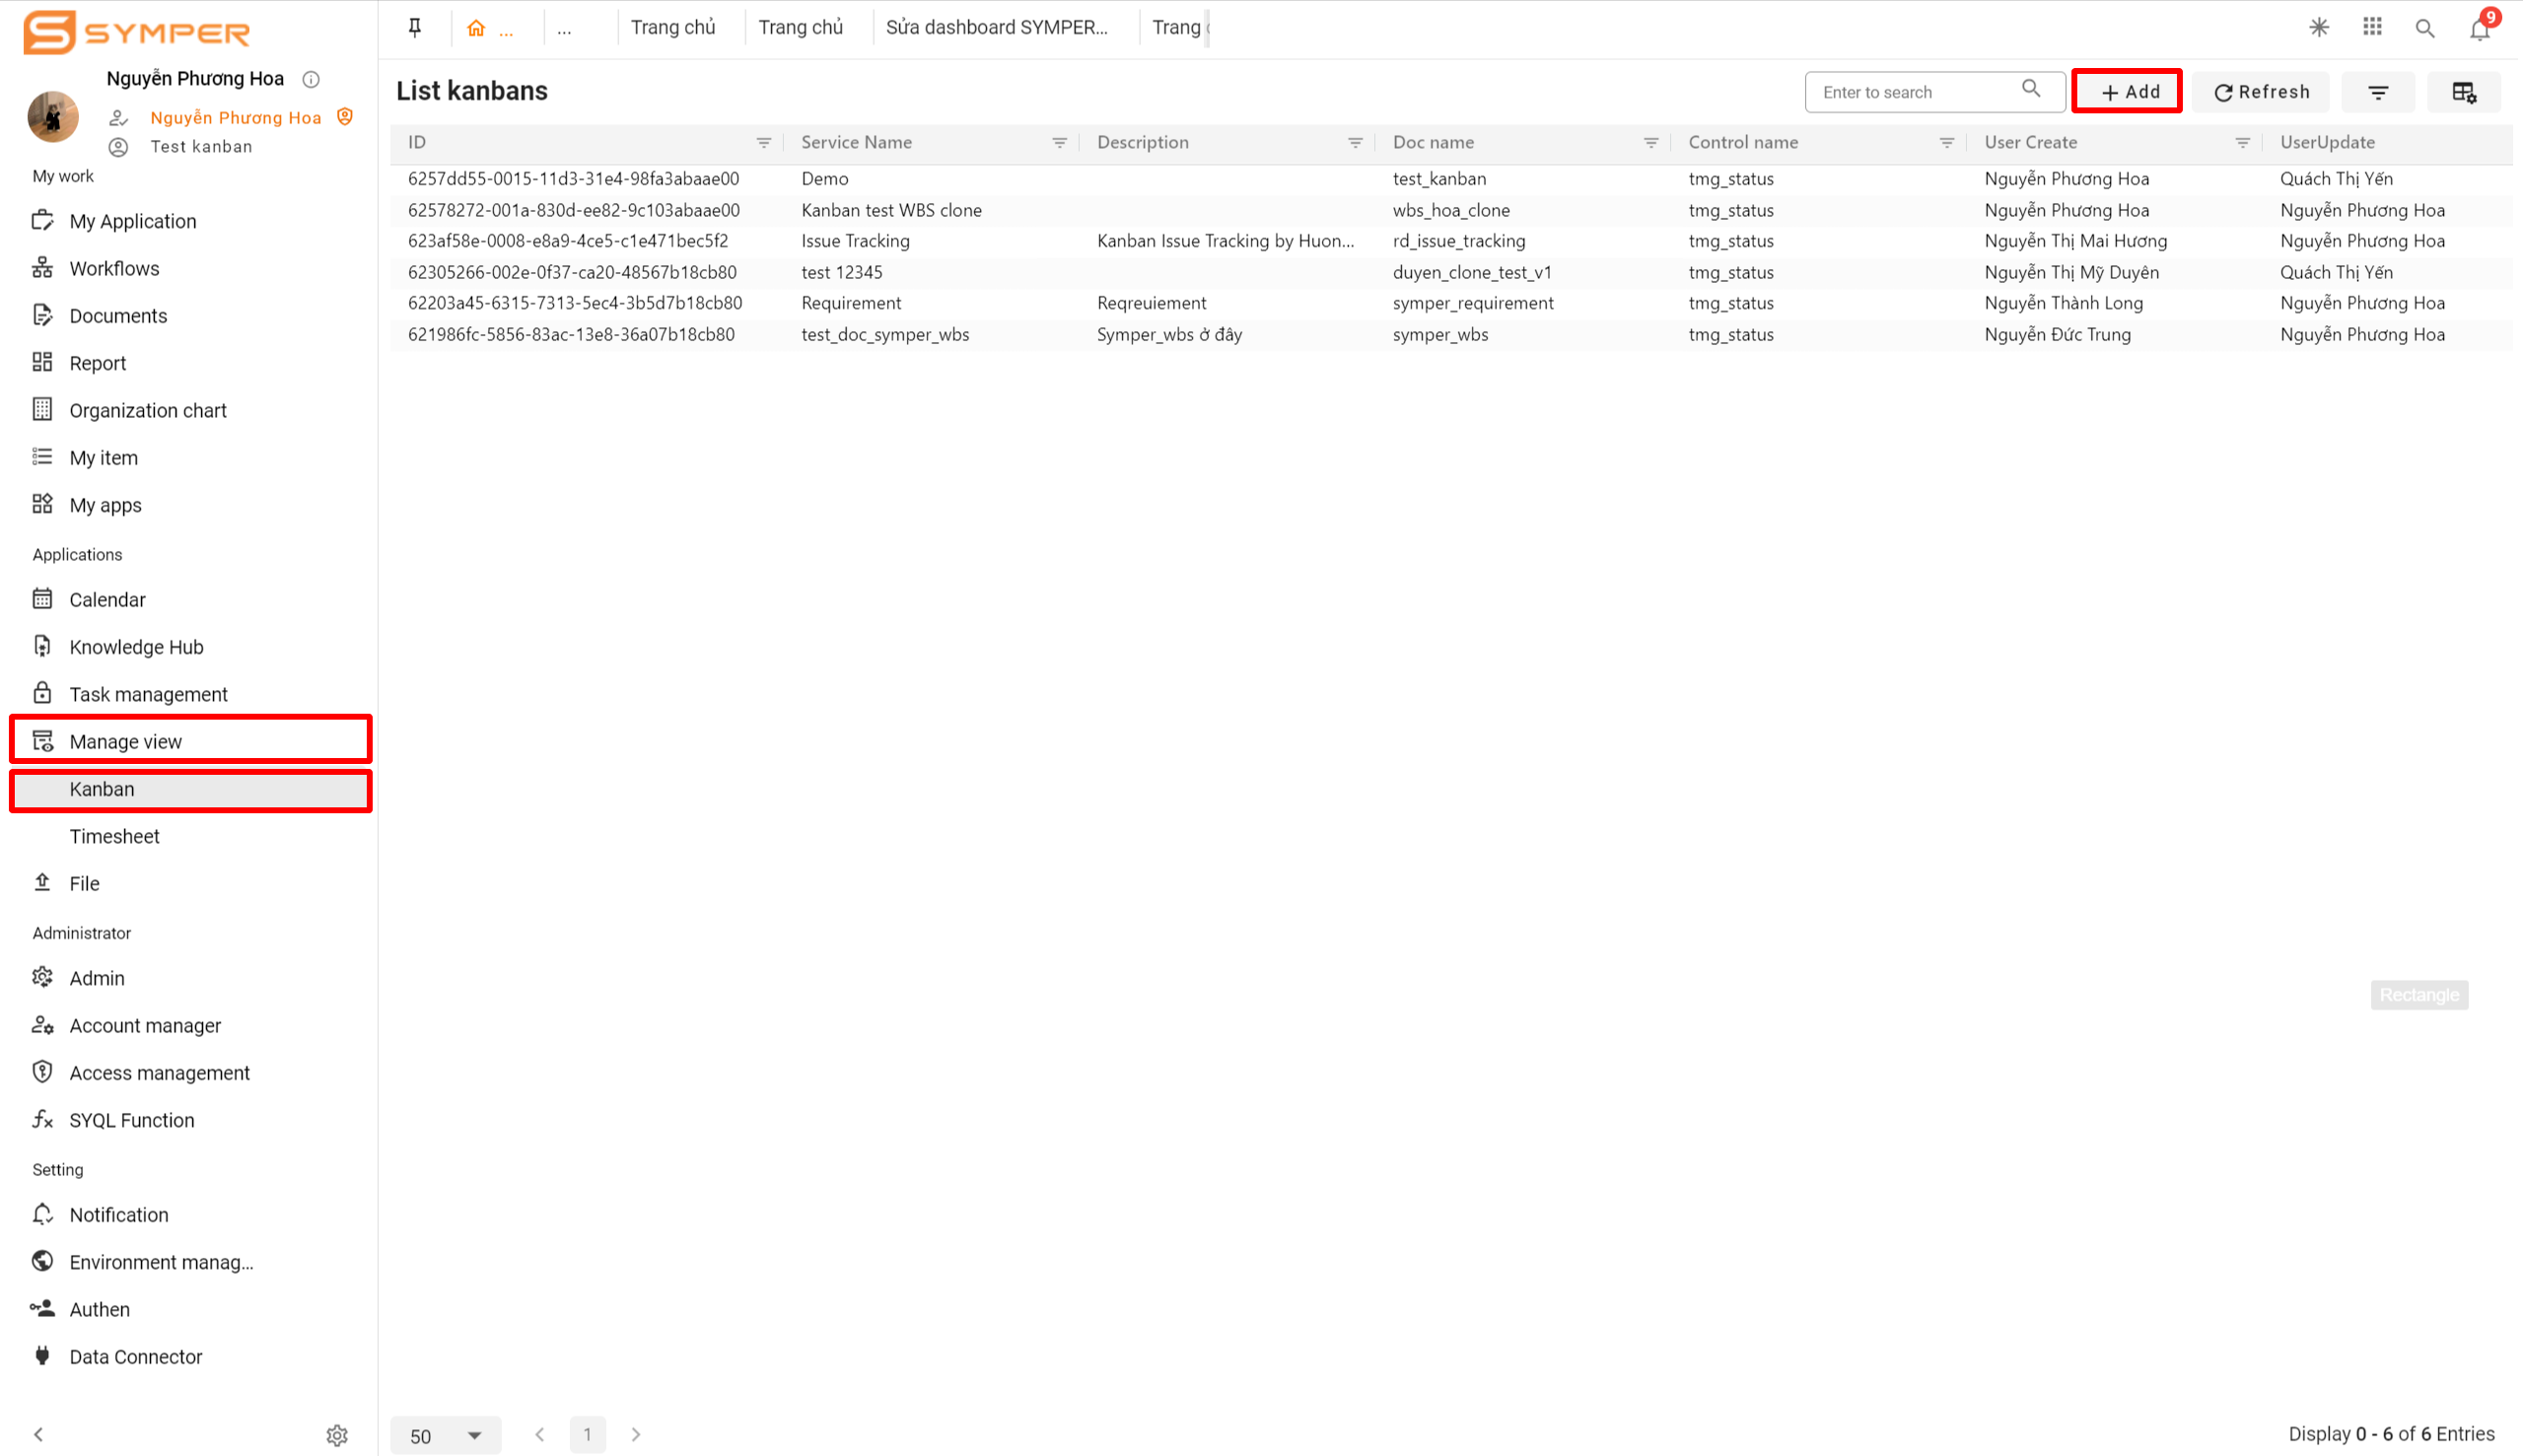 SYMPER
Nguyễn Phương Hoa
Nguyễn Phương Hoa
Test kanban
My work
My Application
Workflows
Documents
Report
Organization chart
My item
My apps
Applications
Calendar
Knowledge Hub
Task management
Manage view
Kanban
Timesheet
File
Administrator
Admin
Account manager
Access management
SYQL Function
Setting
Notification
Environment manag...
Authen
Data Connector
... ... Trang chủ Trang chủ Sửa dashboard SYMPER... Trang
9
List kanbans
Enter to search + Add Refresh
ID Service Name Description Doc name Control name User Create UserUpdate
6257dd55-0015-11d3-31e4-98fa3abaae00 Demo test_kanban tmg_status Nguyễn Phương Hoa Quách Thị Yến
62578272-001a-830d-ee82-9c103abaae00 Kanban test WBS clone wbs_hoa_clone tmg_status Nguyễn Phương Hoa Nguyễn Phương Hoa
623af58e-0008-e8a9-4ce5-c1e471bec5f2 Issue Tracking Kanban Issue Tracking by Huon... rd_issue_tracking tmg_status Nguyễn Thị Mai Hương Nguyễn Phương Hoa
62305266-002e-0f37-ca20-48567b18cb80 test 12345 duyen_clone_test_v1 tmg_status Nguyễn Thị Mỹ Duyên Quách Thị Yến
62203a45-6315-7313-5ec4-3b5d7b18cb80 Requirement Reqreuiement symper_requirement tmg_status Nguyễn Thành Long Nguyễn Phương Hoa
621986fc-5856-83ac-13e8-36a07b18cb80 test_doc_symper_wbs Symper_wbs ở đây symper_wbs tmg_status Nguyễn Đức Trung Nguyễn Phương Hoa
Rectangle
50 1 Display 0 - 6 of 6 Entries